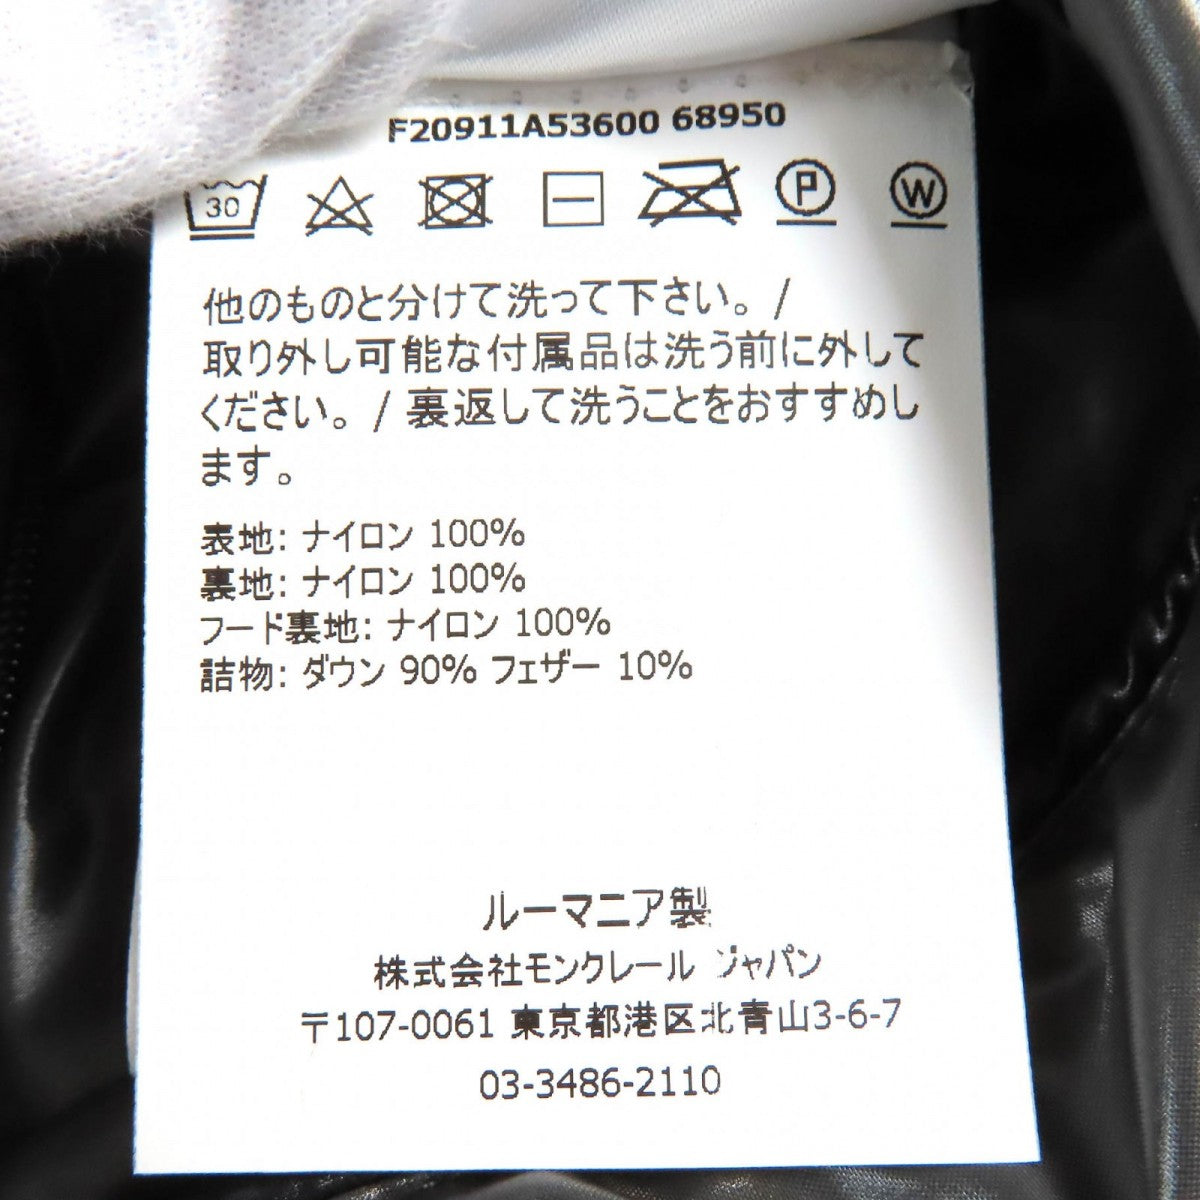 F20911A53600 68950
30 P W
他のものと分けて洗って下さい。/
取り外し可能な付属品は洗う前に外して
ください。/ 裏返して洗うことをおすすめし
ます。
表地: ナイロン 100%
裏地: ナイロン 100%
フード裏地: ナイロン 100%
詰物: ダウン 90% フェザー 10%
ルーマニア製
株式会社モンクレール ジャパン
〒107-0061 東京都港区北青山3-6-7
03-3486-2110